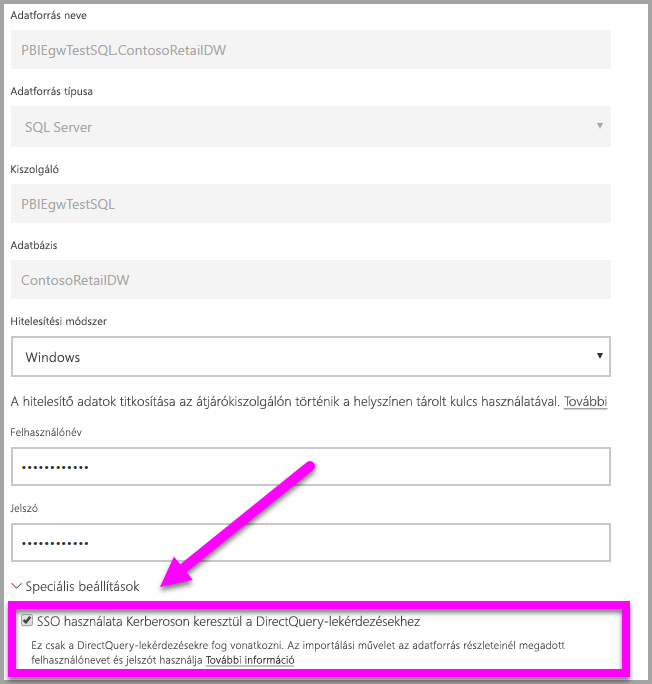 Adatforrás neve
PBIEgwTestSQL.ContosoRetailDW
Adatforrás típusa
SQL Server
Kiszolgáló
PBIEgwTestSQL
Adatbázis
ContosoRetailDW
Hitelesítési módszer
Windows
A hitelesítő adatok titkosítása az átjárókiszolgálón történik a helyszínen tárolt kulcs használatával. További
Felhasználónév
••••••••••••
Jelszó
••••••••••••
Speciális beállítások
SSO használata Kerberoson keresztül a DirectQuery-lekérdezésekhez
Ez csak a DirectQuery-lekérdezésekre fog vonatkozni. Az importálási művelet az adatforrás részleteinél megadott
felhasználónevet és jelszót használja További információ